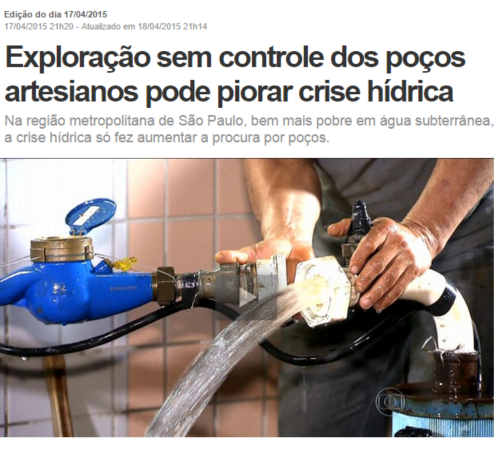 Edição do dia 17/04/2015
17/04/2015 21h20 - Atualizado em 18/04/2015 21h14
Exploração sem controle dos poços
artesianos pode piorar crise hídrica
Na região metropolitana de São Paulo, bem mais pobre em água subterrânea,
a crise hídrica só fez aumentar a procura por poços.